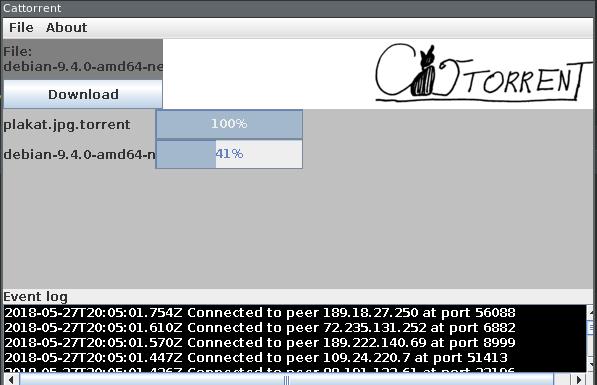 Cattorrent
File About
File:
debian-9.4.0-amd64-ne
CATTORRENT
Download
plakat.jpg.torrent 100%
debian-9.4.0-amd64-n 41%
Event log
2018-05-27T20:05:01.754Z Connected to peer 189.18.27.250 at port 56088
2018-05-27T20:05:01.610Z Connected to peer 72.235.131.252 at port 6882
2018-05-27T20:05:01.570Z Connected to peer 189.222.140.69 at port 8999
2018-05-27T20:05:01.447Z Connected to peer 109.24.220.7 at port 51413